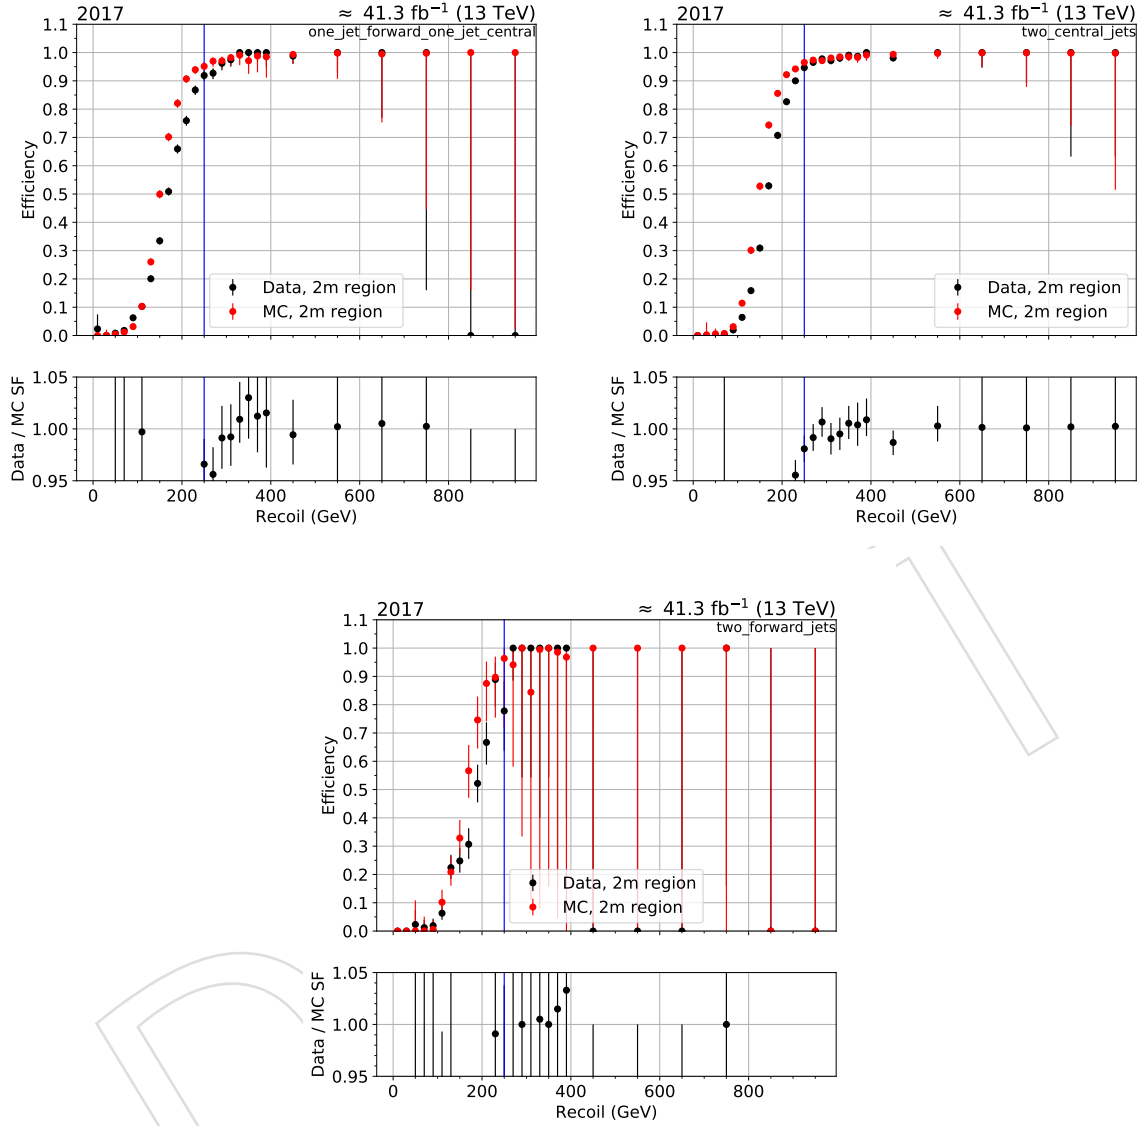 2017
≈ 41.3 fb⁻¹ (13 TeV)
one_jet_forward_one_jet_central
1.1
1.0
0.9
0.8
0.7
0.6
0.5
0.4
0.3
0.2
0.1
0.0
Efficiency
Data, 2m region
MC, 2m region
1.05
1.00
0.95
Data / MC SF
0 200 400 600 800
Recoil (GeV)
2017
≈ 41.3 fb⁻¹ (13 TeV)
two_central_jets
1.1
1.0
0.9
0.8
0.7
0.6
0.5
0.4
0.3
0.2
0.1
0.0
Efficiency
Data, 2m region
MC, 2m region
1.05
1.00
0.95
Data / MC SF
0 200 400 600 800
Recoil (GeV)
2017
≈ 41.3 fb⁻¹ (13 TeV)
two_forward_jets
1.1
1.0
0.9
0.8
0.7
0.6
0.5
0.4
0.3
0.2
0.1
0.0
Efficiency
Data, 2m region
MC, 2m region
1.05
1.00
0.95
Data / MC SF
0 200 400 600 800
Recoil (GeV)